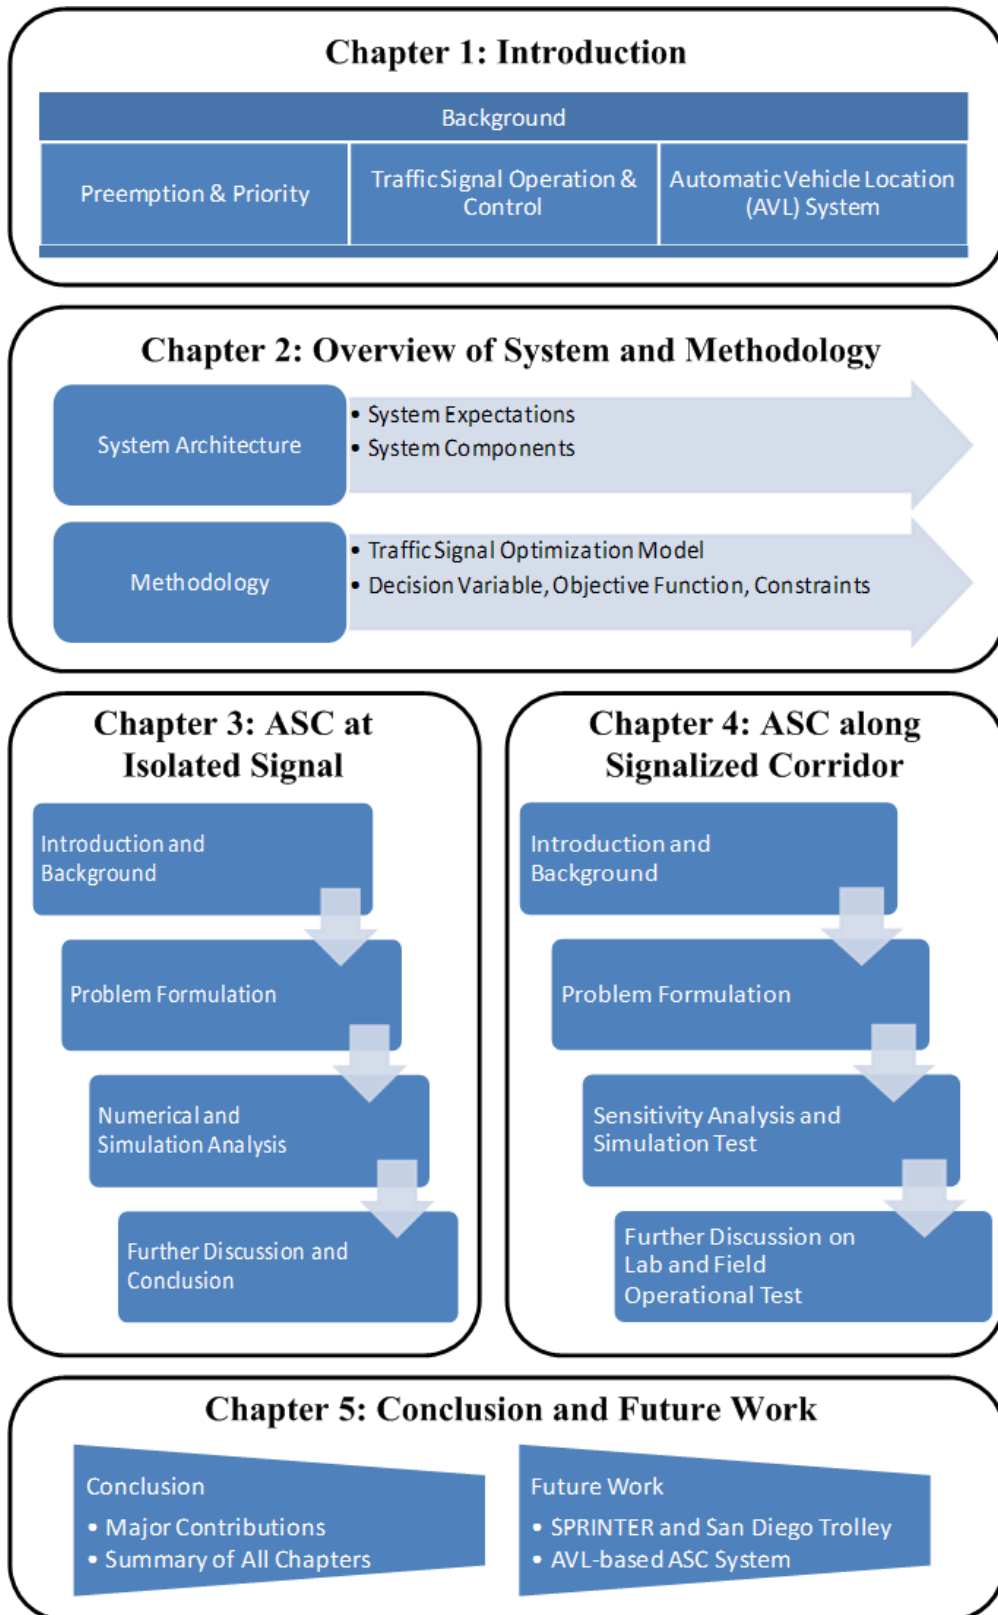 Chapter 1: Introduction
Background
Preemption & Priority
Traffic Signal Operation &
Control
Automatic Vehicle Location
(AVL) System
Chapter 2: Overview of System and Methodology
System Architecture
• System Expectations
• System Components
Methodology
• Traffic Signal Optimization Model
• Decision Variable, Objective Function, Constraints
Chapter 3: ASC at
Isolated Signal
Introduction and
Background
Problem Formulation
Numerical and
Simulation Analysis
Further Discussion and
Conclusion
Chapter 4: ASC along
Signalized Corridor
Introduction and
Background
Problem Formulation
Sensitivity Analysis and
Simulation Test
Further Discussion on
Lab and Field
Operational Test
Chapter 5: Conclusion and Future Work
Conclusion
• Major Contributions
• Summary of All Chapters
Future Work
• SPRINTER and San Diego Trolley
• AVL-based ASC System